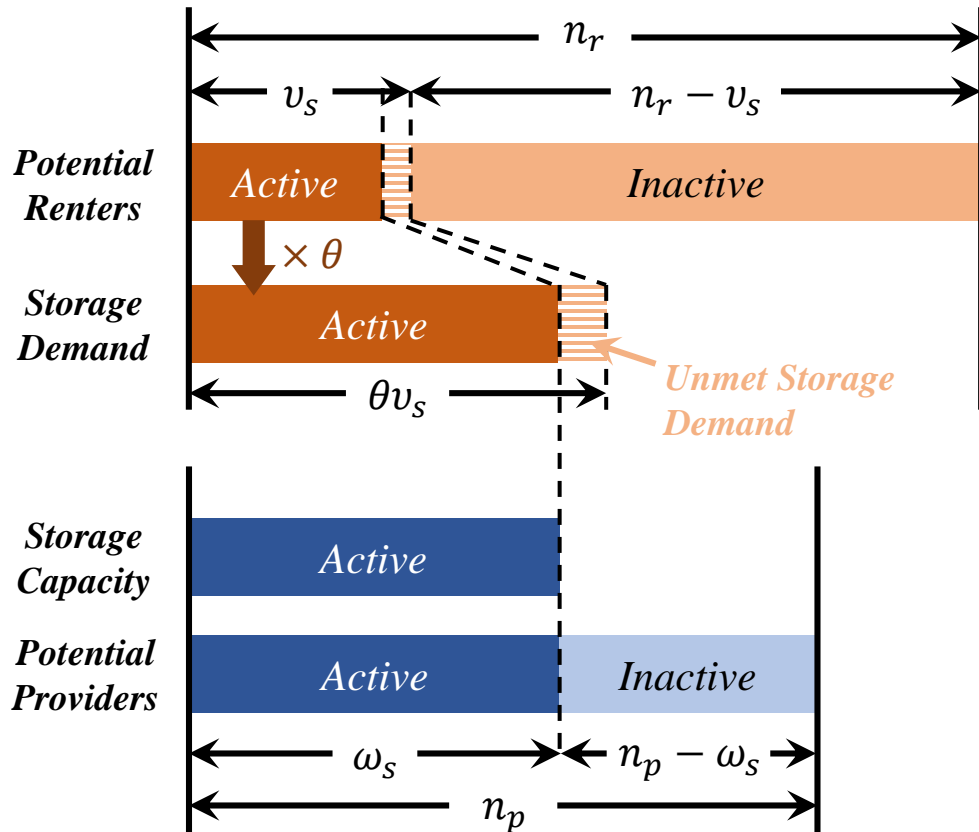 n_r
υ_s
n_r − υ_s
Potential
Renters
Active
Inactive
× θ
Storage
Demand
Active
θυ_s
Unmet Storage
Demand
Storage
Capacity
Active
Potential
Providers
Active
Inactive
ω_s
n_p − ω_s
n_p